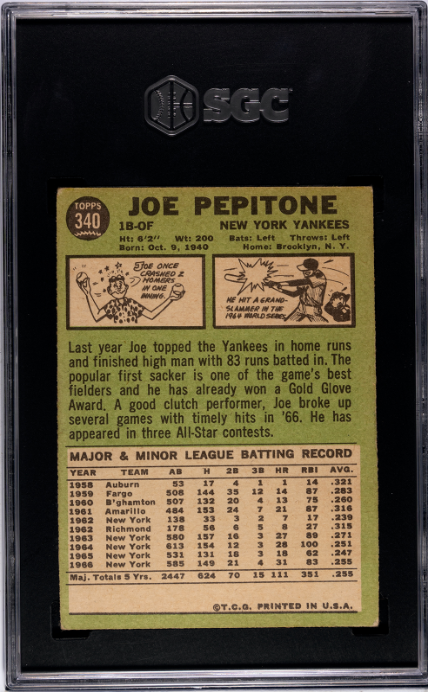 SGC
TOPPS
340
JOE PEPITONE
1B-OF NEW YORK YANKEES
Ht: 6'2" Wt: 200 Bats: Left Throws: Left
Born: Oct. 9, 1940 Home: Brooklyn, N. Y.
JOE ONCE
CRASHED 2
HOMERS
IN ONE
INNING.
HE HIT A GRAND-
SLAMMER IN THE
1964 WORLD SERIES
Last year Joe topped the Yankees in home runs
and finished high man with 83 runs batted in. The
popular first sacker is one of the game's best
fielders and he has already won a Gold Glove
Award. A good clutch performer, Joe broke up
several games with timely hits in '66. He has
appeared in three All-Star contests.
MAJOR & MINOR LEAGUE BATTING RECORD
YEAR TEAM AB H 2B 3B HR RBI AVG.
1958 Auburn 53 17 4 1 1 14 .321
1959 Fargo 508 144 35 12 14 87 .283
1960 B'ghamton 507 132 20 4 13 75 .260
1961 Amarillo 484 153 24 7 21 87 .316
1962 New York 138 33 3 2 7 17 .239
1962 Richmond 178 56 6 5 8 27 .315
1963 New York 580 157 16 3 27 89 .271
1964 New York 613 154 12 3 28 100 .251
1965 New York 531 131 18 3 18 62 .247
1966 New York 585 149 21 4 31 83 .255
Maj. Totals 5 Yrs. 2447 624 70 15 111 351 .255
©T.C.G. PRINTED IN U.S.A.